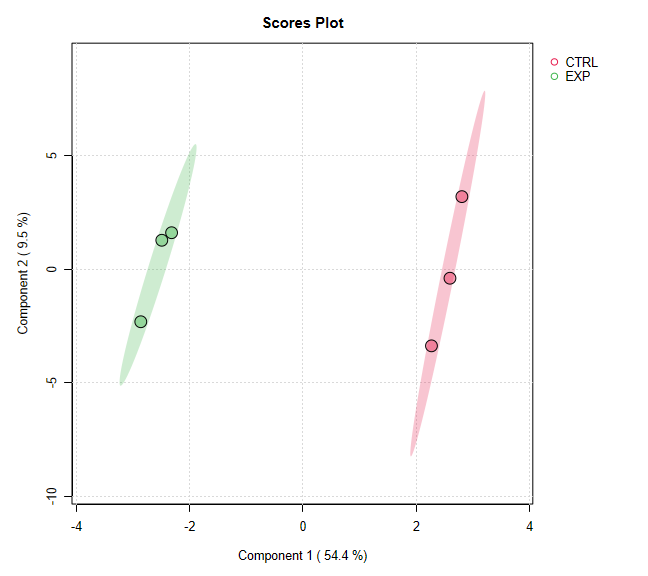 Scores Plot
CTRL
EXP
5
0
-5
-10
Component 2 ( 9.5 %)
-4
-2
0
2
4
Component 1 ( 54.4 %)